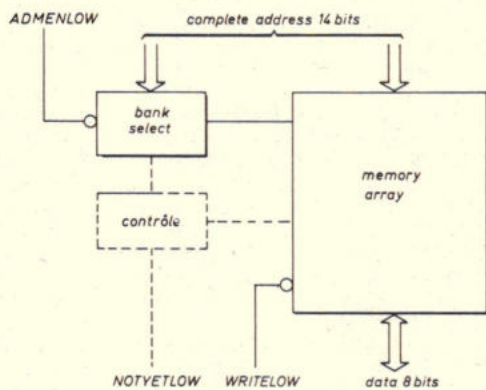 ADMENLOW
complete address 14 bits
bank
select
memory
array
contrôle
NOTYETLOW
WRITELOW
data 8 bits